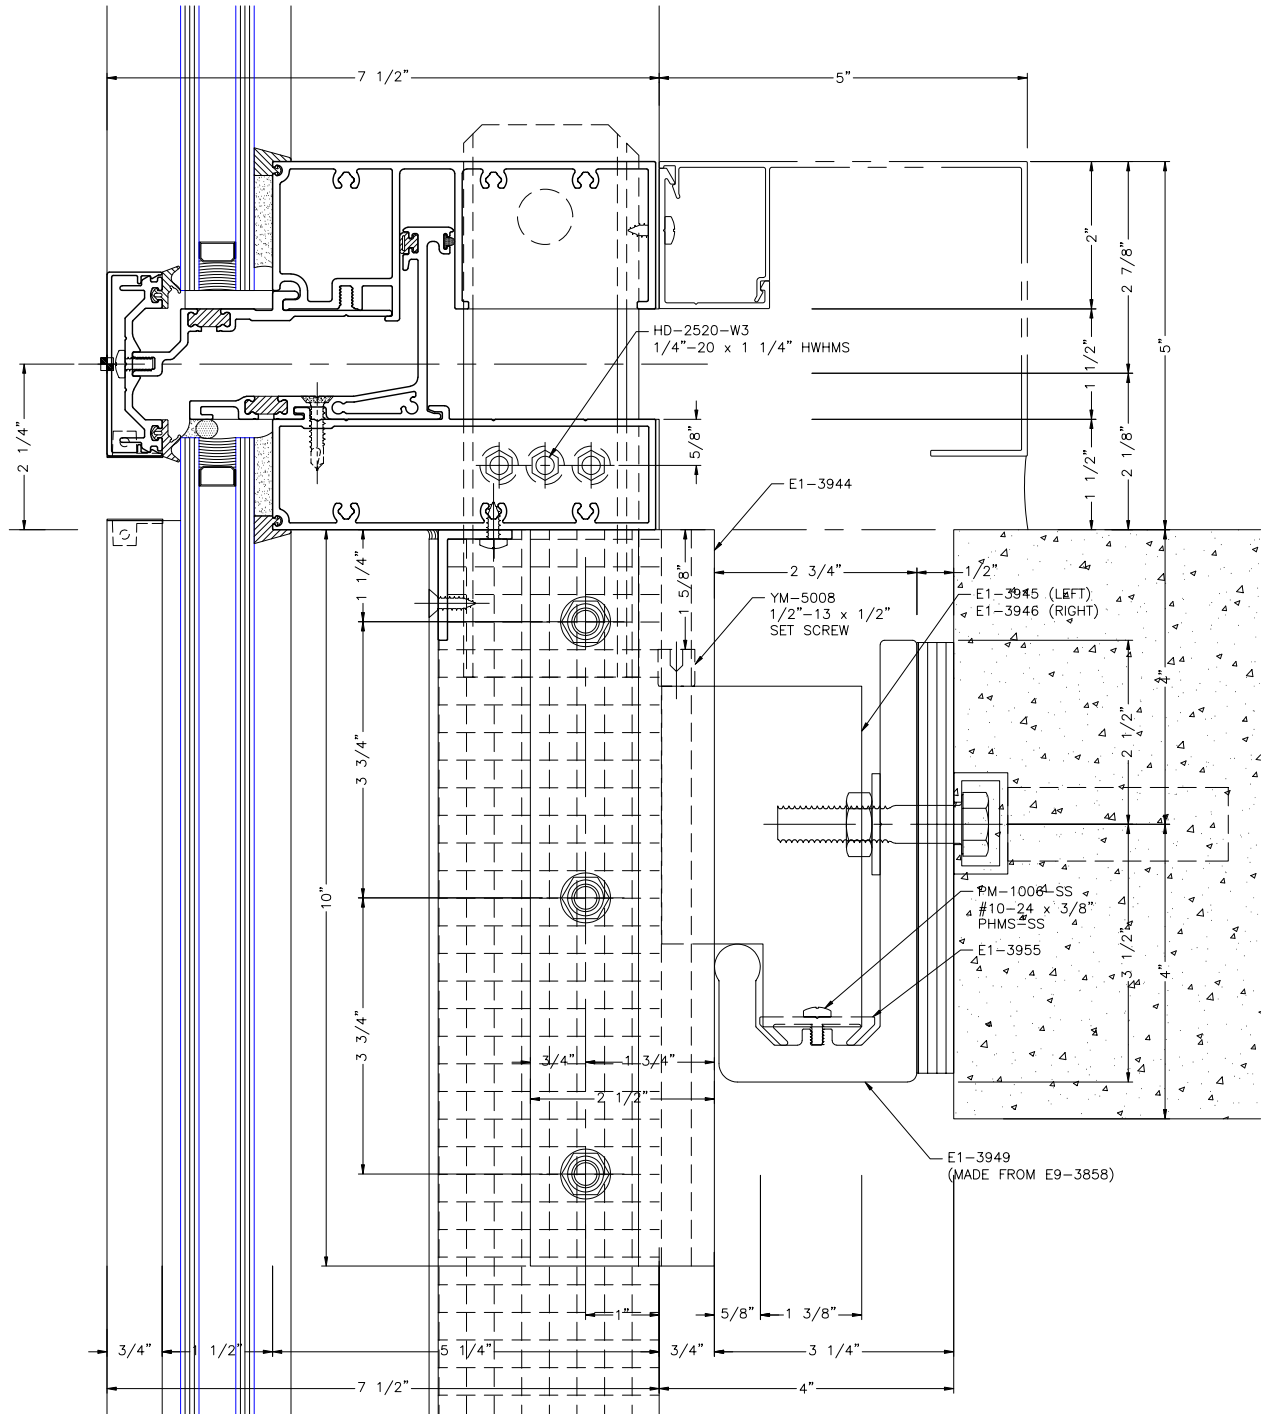 7 1/2"
5"
2"
2 7/8"
HD-2520-W3
1/4"-20 x 1 1/4" HWHMS
1 1/2"
5"
2 1/4"
5/8"
1 1/2"
2 1/8"
E1-3944
1 1/4"
1 5/8"
2 3/4"
1/2"
YM-5008
1/2"-13 x 1/2"
SET SCREW
E1-3945 (LEFT)
E1-3946 (RIGHT)
4"
2 1/2"
3 3/4"
10"
PM-1006-SS
#10-24 x 3/8"
PHMS-SS
E1-3955
3 1/2"
4"
3 3/4"
3/4"
1 3/4"
2 1/2"
E1-3949
(MADE FROM E9-3858)
1"
5/8"
1 3/8"
3/4"
1 1/2"
5 1/4"
3/4"
3 1/4"
7 1/2"
4"